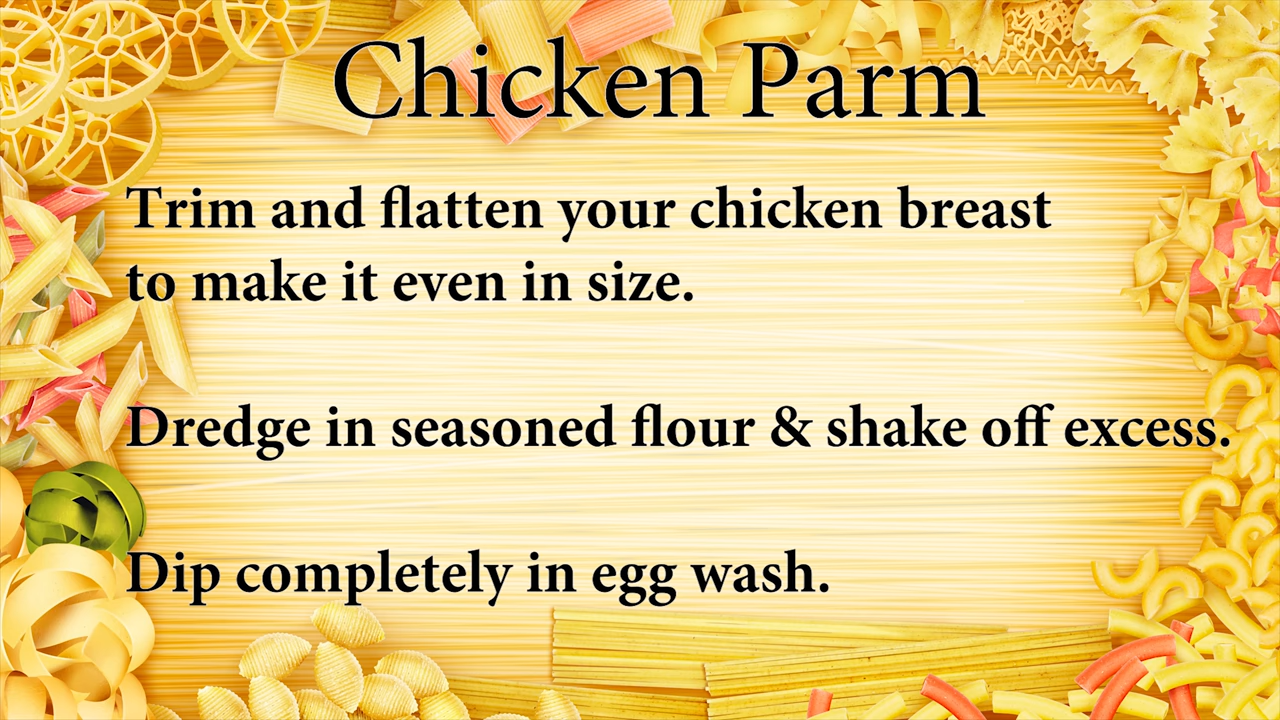 Chicken Parm
Trim and flatten your chicken breast
to make it even in size.
Dredge in seasoned flour & shake off excess.
Dip completely in egg wash.